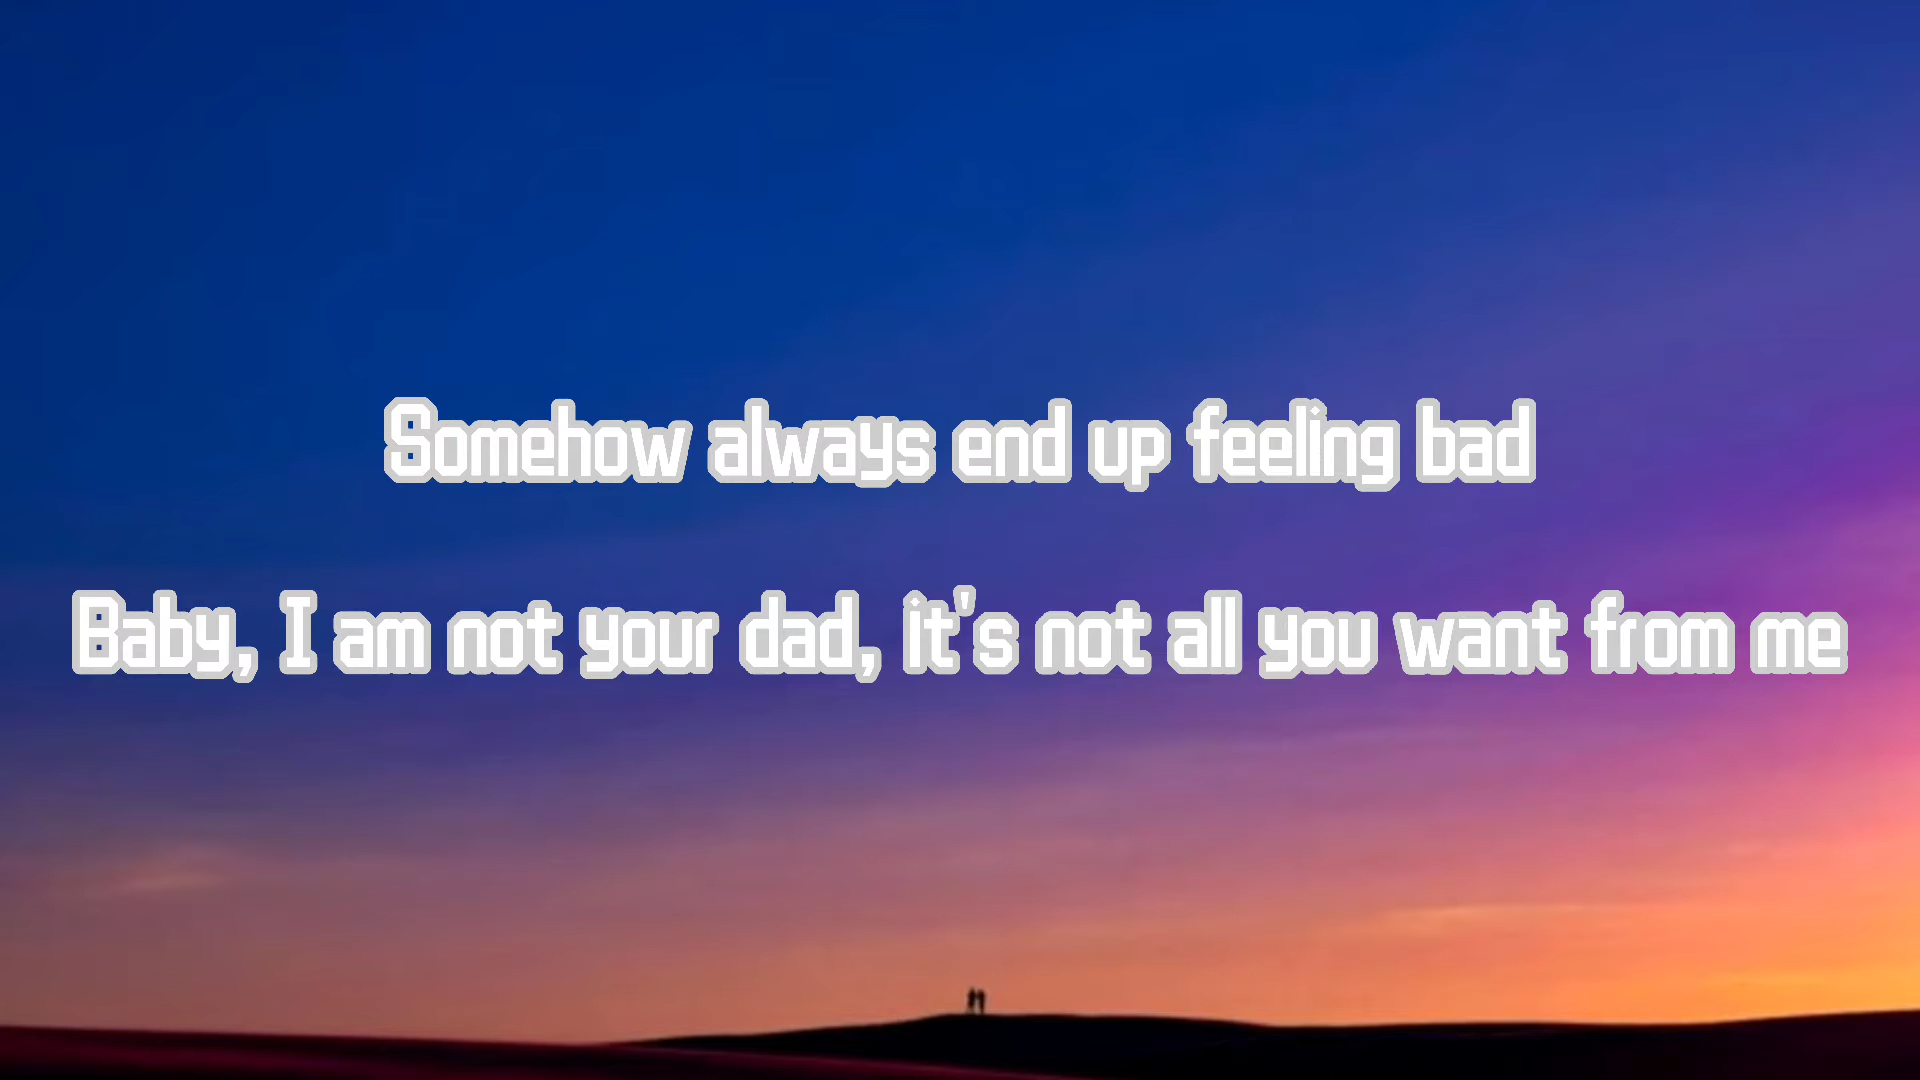 Somehow always end up feeling bad
Baby, I am not your dad, it's not all you want from me